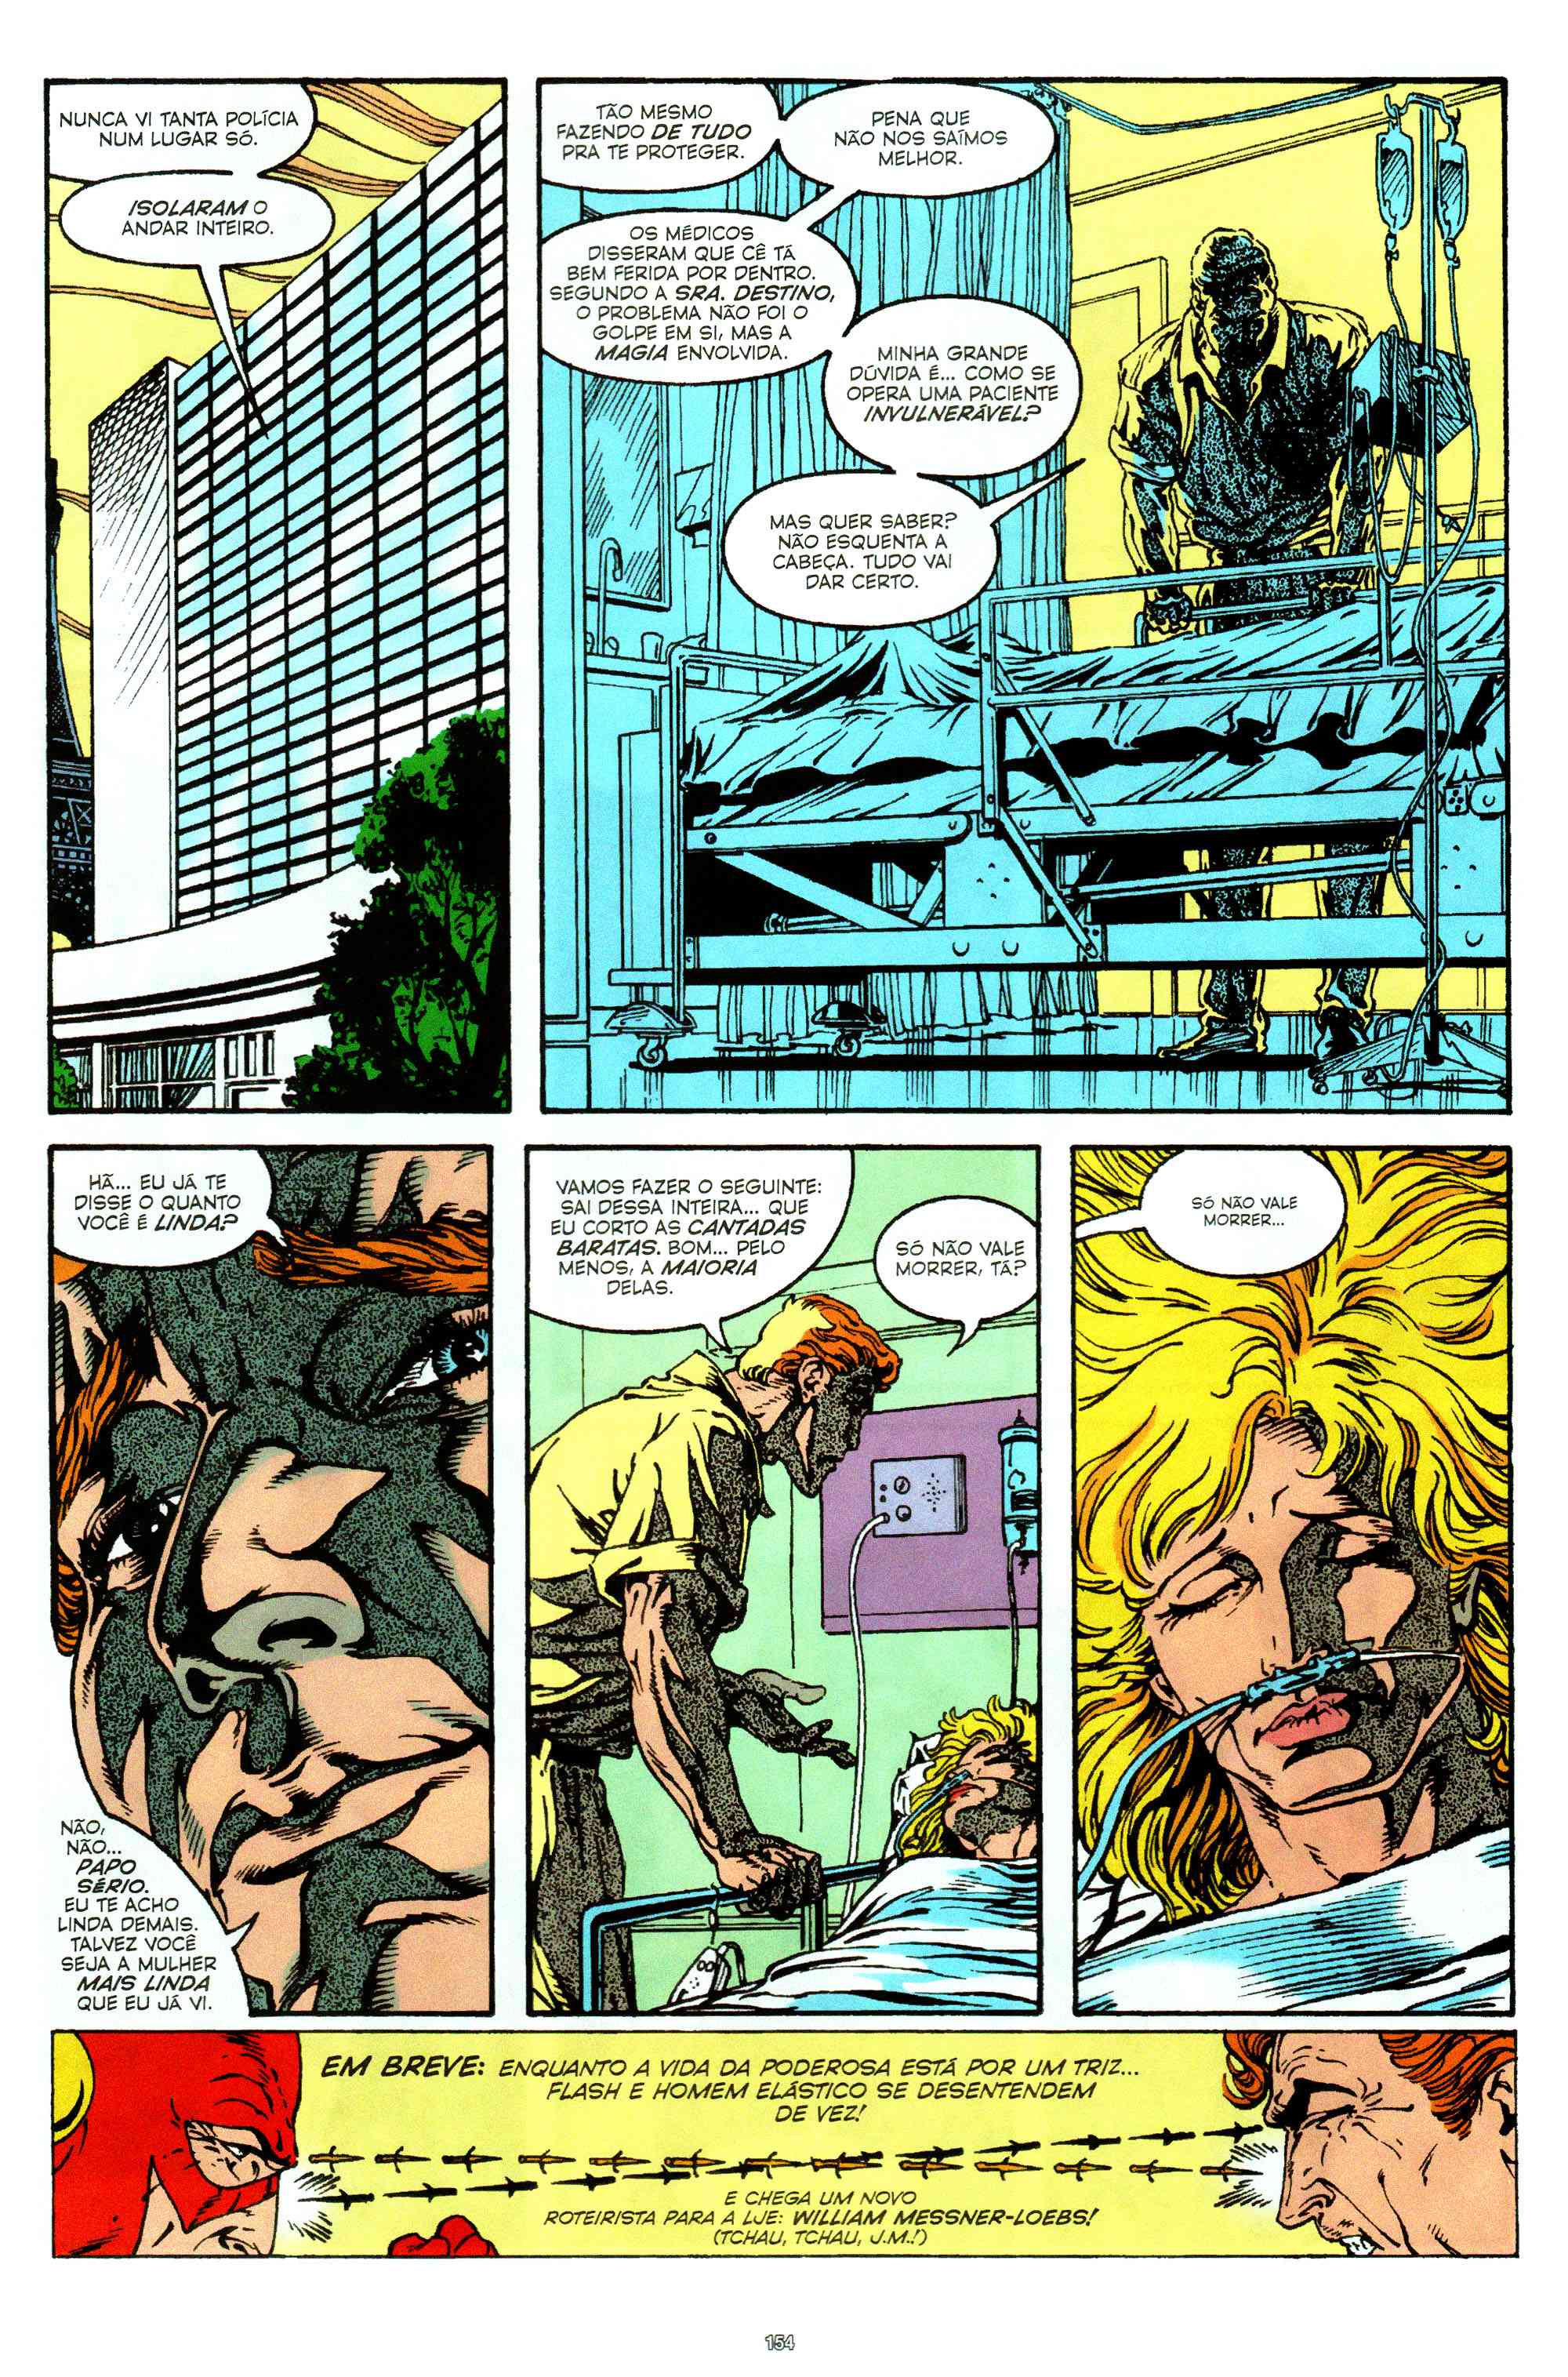 NUNCA VI TANTA POLÍCIA
NUM LUGAR SÓ.
ISOLARAM O
ANDAR INTEIRO.
TÃO MESMO
FAZENDO DE TUDO
PRA TE PROTEGER.
PENA QUE
NÃO NOS SAÍMOS
MELHOR.
OS MÉDICOS
DISSERAM QUE CÊ TÁ
BEM FERIDA POR DENTRO.
SEGUNDO A SRA. DESTINO,
O PROBLEMA NÃO FOI O
GOLPE EM SI, MAS A
MAGIA ENVOLVIDA.
MINHA GRANDE
DÚVIDA É... COMO SE
OPERA UMA PACIENTE
INVULNERÁVEL?
MAS QUER SABER?
NÃO ESQUENTA A
CABEÇA. TUDO VAI
DAR CERTO.
HÃ... EU JÁ TE
DISSE O QUANTO
VOCÊ É LINDA?
NÃO,
NÃO...
PAPO
SÉRIO.
EU TE ACHO
LINDA DEMAIS.
TALVEZ VOCÊ
SEJA A MULHER
MAIS LINDA
QUE EU JÁ VI.
VAMOS FAZER O SEGUINTE:
SAI DESSA INTEIRA... QUE
EU CORTO AS CANTADAS
BARATAS. BOM... PELO
MENOS, A MAIORIA
DELAS.
SÓ NÃO VALE
MORRER, TÁ?
SÓ NÃO VALE
MORRER...
EM BREVE: ENQUANTO A VIDA DA PODEROSA ESTÁ POR UM TRIZ...
FLASH E HOMEM ELÁSTICO SE DESENTENDEM
DE VEZ!
E CHEGA UM NOVO
ROTEIRISTA PARA A LJE: WILLIAM MESSNER-LOEBS!
(TCHAU, TCHAU, J.M.!)
154